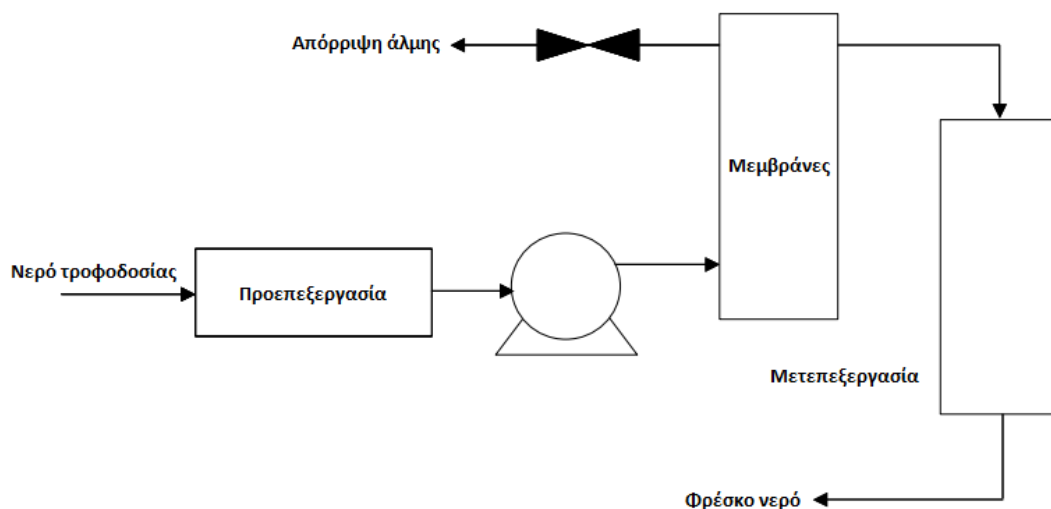 Απόρριψη άλμης
Μεμβράνες
Νερό τροφοδοσίας
Προεπεξεργασία
Μετεπεξεργασία
Φρέσκο νερό